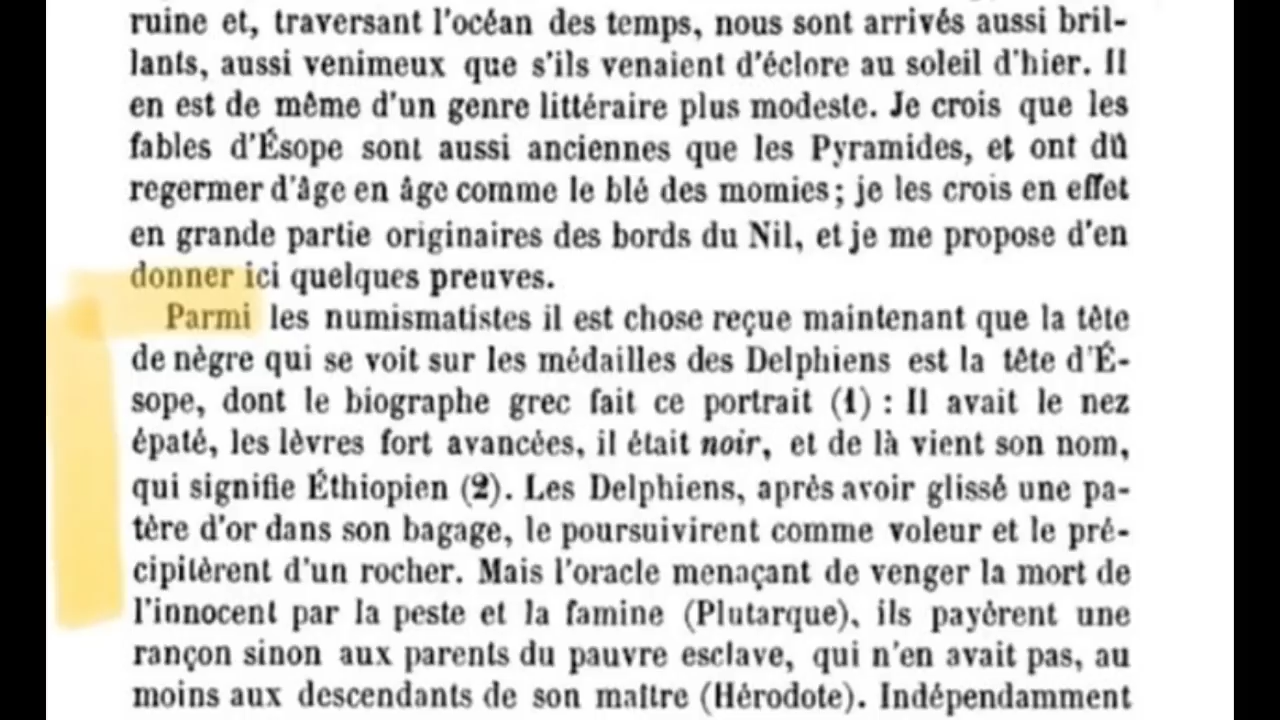 ruine et, traversant l'océan des temps, nous sont arrivés aussi bril-
lants, aussi venimeux que s'ils venaient d'éclore au soleil d'hier. Il
en est de même d'un genre littéraire plus modeste. Je crois que les
fables d'Ésope sont aussi anciennes que les Pyramides, et ont dû
regermer d'âge en âge comme le blé des momies; je les crois en effet
en grande partie originaires des bords du Nil, et je me propose d'en
donner ici quelques preuves.
Parmi les numismatistes il est chose reçue maintenant que la tête
de nègre qui se voit sur les médailles des Delphiens est la tête d'É-
sope, dont le biographe grec fait ce portrait (1) : Il avait le nez
épaté, les lèvres fort avancées, il était noir, et de là vient son nom,
qui signifie Éthiopien (2). Les Delphiens, après avoir glissé une pa-
tère d'or dans son bagage, le poursuivirent comme voleur et le pré-
cipitèrent d'un rocher. Mais l'oracle menaçant de venger la mort de
l'innocent par la peste et la famine (Plutarque), ils payèrent une
rançon sinon aux parents du pauvre esclave, qui n'en avait pas, au
moins aux descendants de son maître (Hérodote). Indépendamment